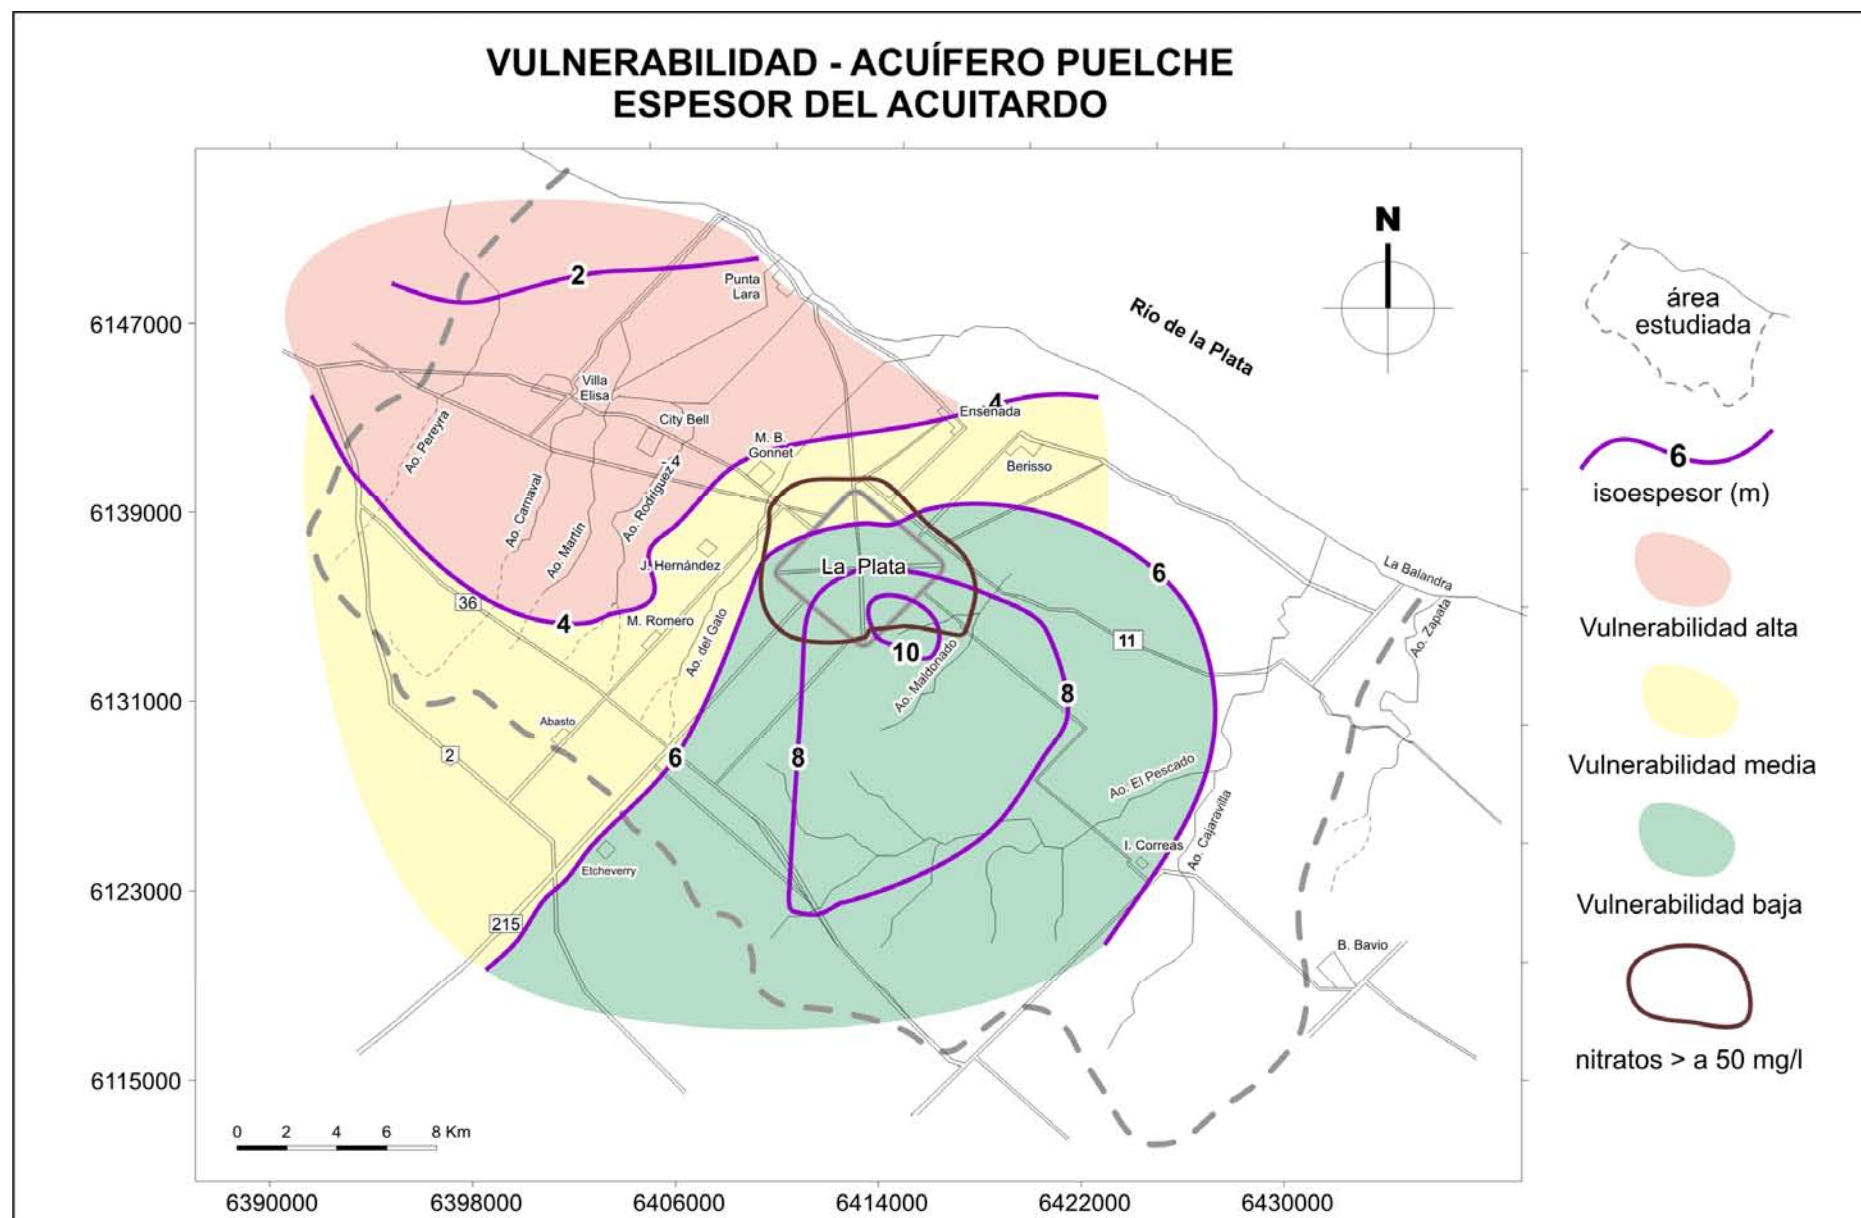 VULNERABILIDAD - ACUÍFERO PUELCHE
ESPESOR DEL ACUITARDO
N
Río de la Plata
2
Punta
Lara
6147000
Villa
Elisa
City Bell
4
Ensenada
M. B.
Gonnet
Ao. Pereyra
4
Berisso
6139000
Ao. Carnaval
Ao. Martín
Ao. Rodríguez
J. Hernández
La Plata
6
La Balandra
36
4
M. Romero
Ao. del Gato
10
11
Ao. Zapata
Ao. Maldonado
6131000
8
Abasto
2
6
8
Ao. El Pescado
Ao. Cajaravilla
I. Correas
Etcheverry
6123000
215
B. Bavio
6115000
0 2 4 6 8 Km
6390000 6398000 6406000 6414000 6422000 6430000
área
estudiada
6
isoespesor (m)
Vulnerabilidad alta
Vulnerabilidad media
Vulnerabilidad baja
nitratos > a 50 mg/l